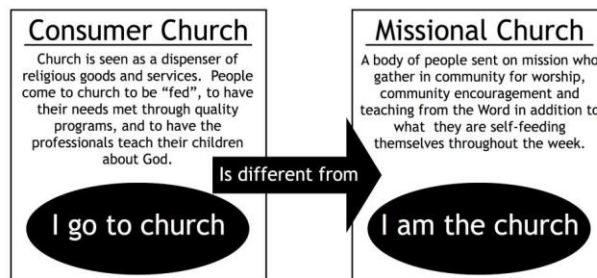 Consumer Church
Church is seen as a dispenser of
religious goods and services. People
come to church to be “fed”, to have
their needs met through quality
programs, and to have the
professionals teach their children
about God.
I go to church
Is different from
Missional Church
A body of people sent on mission who
gather in community for worship,
community encouragement and
teaching from the Word in addition to
what they are self-feeding
themselves throughout the week.
I am the church